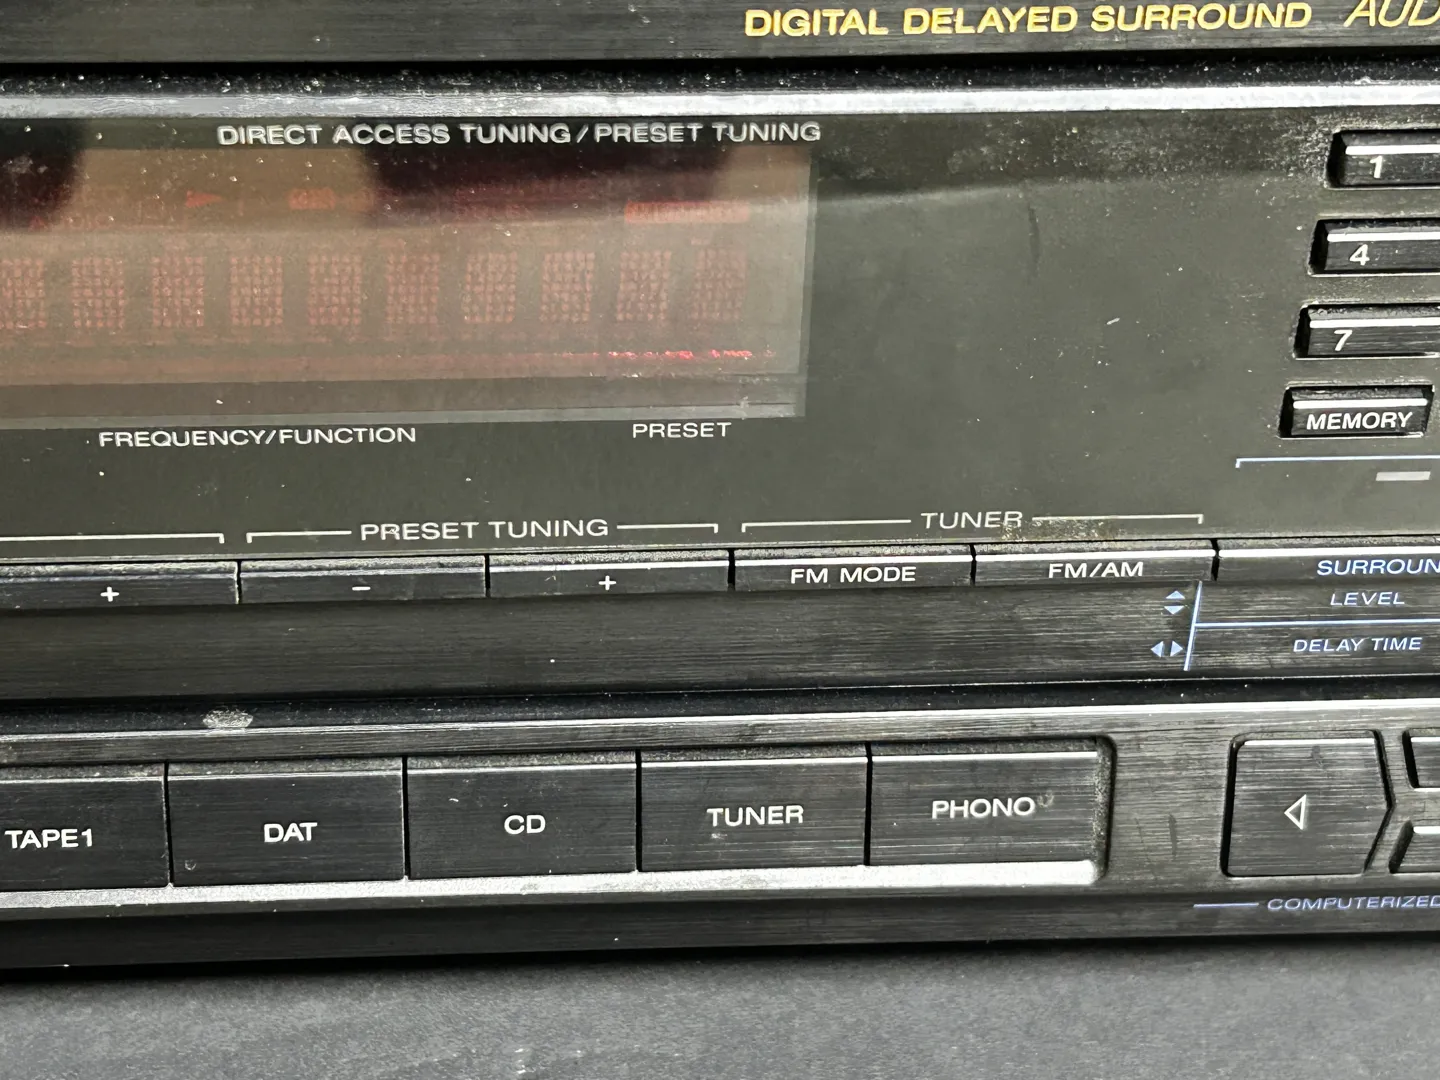 DIGITAL DELAYED SURROUND
DIRECT ACCESS TUNING/PRESET TUNING
1
4
7
MEMORY
FREQUENCY/FUNCTION PRESET
PRESET TUNING TUNER
+ − + FM MODE FM/AM
LEVEL
DELAY TIME
TAPE1 DAT CD TUNER PHONO
COMPUTERIZED